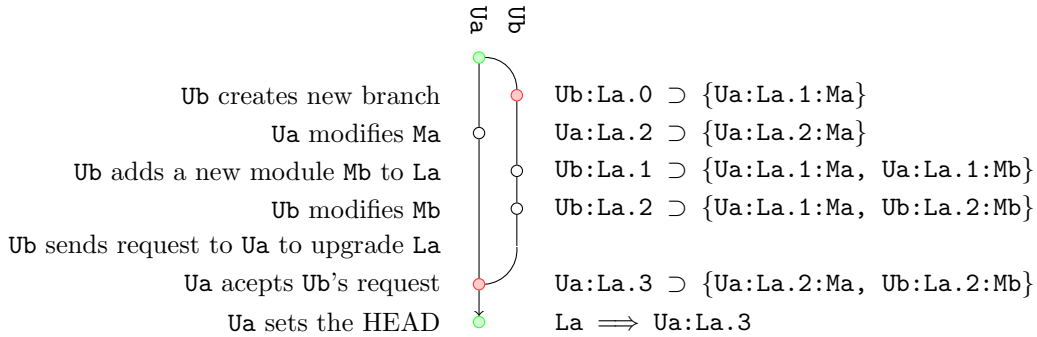 Ua Ub
Ub creates new branch Ub:La.0 ⊃ {Ua:La.1:Ma}
Ua modifies Ma Ua:La.2 ⊃ {Ua:La.2:Ma}
Ub adds a new module Mb to La Ub:La.1 ⊃ {Ua:La.1:Ma, Ua:La.1:Mb}
Ub modifies Mb Ub:La.2 ⊃ {Ua:La.1:Ma, Ub:La.2:Mb}
Ub sends request to Ua to upgrade La
Ua acepts Ub's request Ua:La.3 ⊃ {Ua:La.2:Ma, Ub:La.2:Mb}
Ua sets the HEAD La ⟹ Ua:La.3